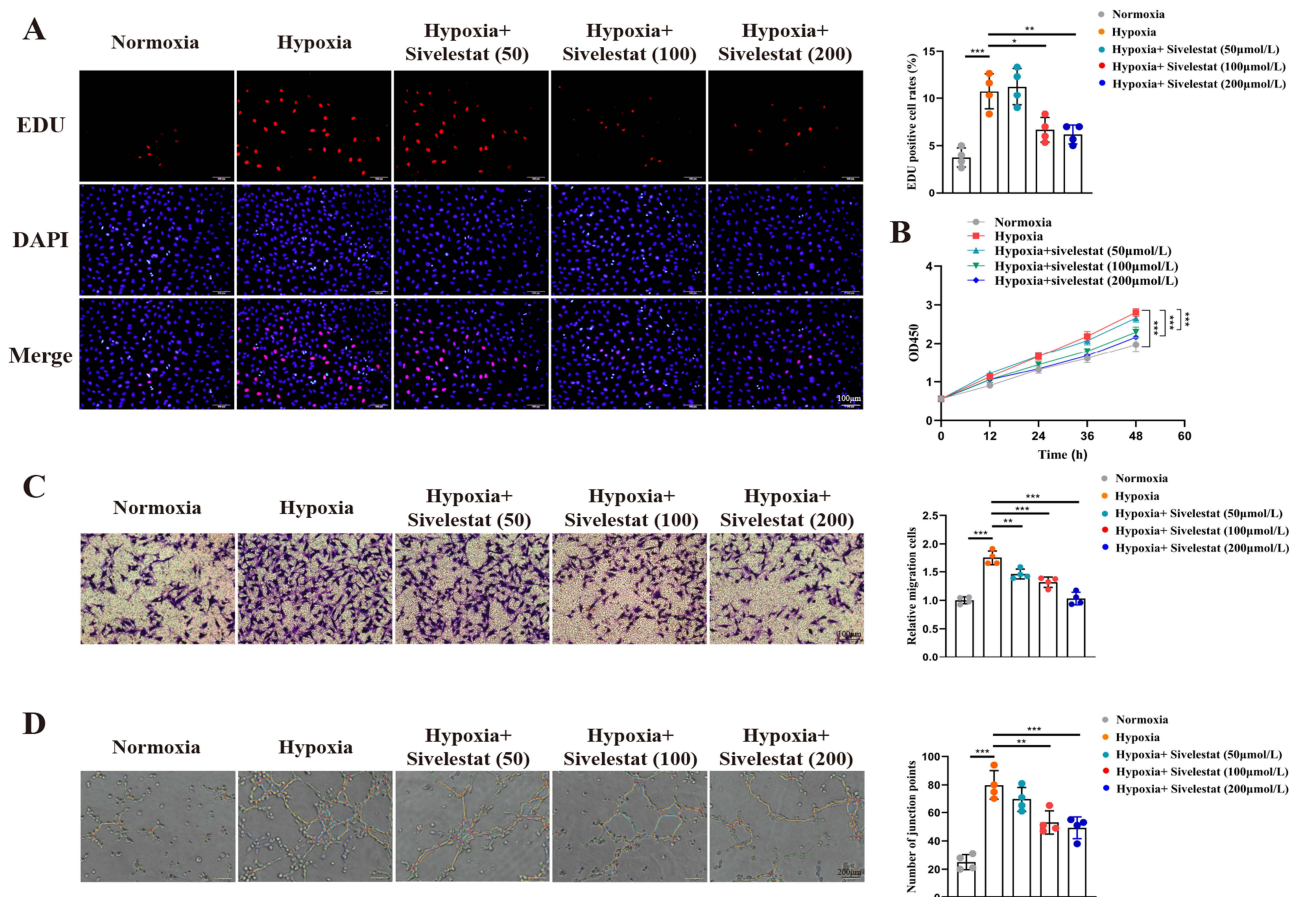 A
Normoxia
Hypoxia
Hypoxia+
Sivelestat (50)
Hypoxia+
Sivelestat (100)
Hypoxia+
Sivelestat (200)
EDU
DAPI
Merge
100μm
EDU positive cell rates (%)
15
10
5
0
***
*
**
Normoxia
Hypoxia
Hypoxia+ Sivelestat (50μmol/L)
Hypoxia+ Sivelestat (100μmol/L)
Hypoxia+ Sivelestat (200μmol/L)
B
Normoxia
Hypoxia
Hypoxia+sivelestat (50μmol/L)
Hypoxia+sivelestat (100μmol/L)
Hypoxia+sivelestat (200μmol/L)
OD450
4
3
2
1
0
***
***
***
0
12
24
36
48
60
Time (h)
C
Normoxia
Hypoxia
Hypoxia+
Sivelestat (50)
Hypoxia+
Sivelestat (100)
Hypoxia+
Sivelestat (200)
100μm
Relative migration cells
2.5
2.0
1.5
1.0
0.5
0.0
***
**
***
***
Normoxia
Hypoxia
Hypoxia+ Sivelestat (50μmol/L)
Hypoxia+ Sivelestat (100μmol/L)
Hypoxia+ Sivelestat (200μmol/L)
D
Normoxia
Hypoxia
Hypoxia+
Sivelestat (50)
Hypoxia+
Sivelestat (100)
Hypoxia+
Sivelestat (200)
200μm
Number of junction points
100
80
60
40
20
0
***
**
***
Normoxia
Hypoxia
Hypoxia+ Sivelestat (50μmol/L)
Hypoxia+ Sivelestat (100μmol/L)
Hypoxia+ Sivelestat (200μmol/L)